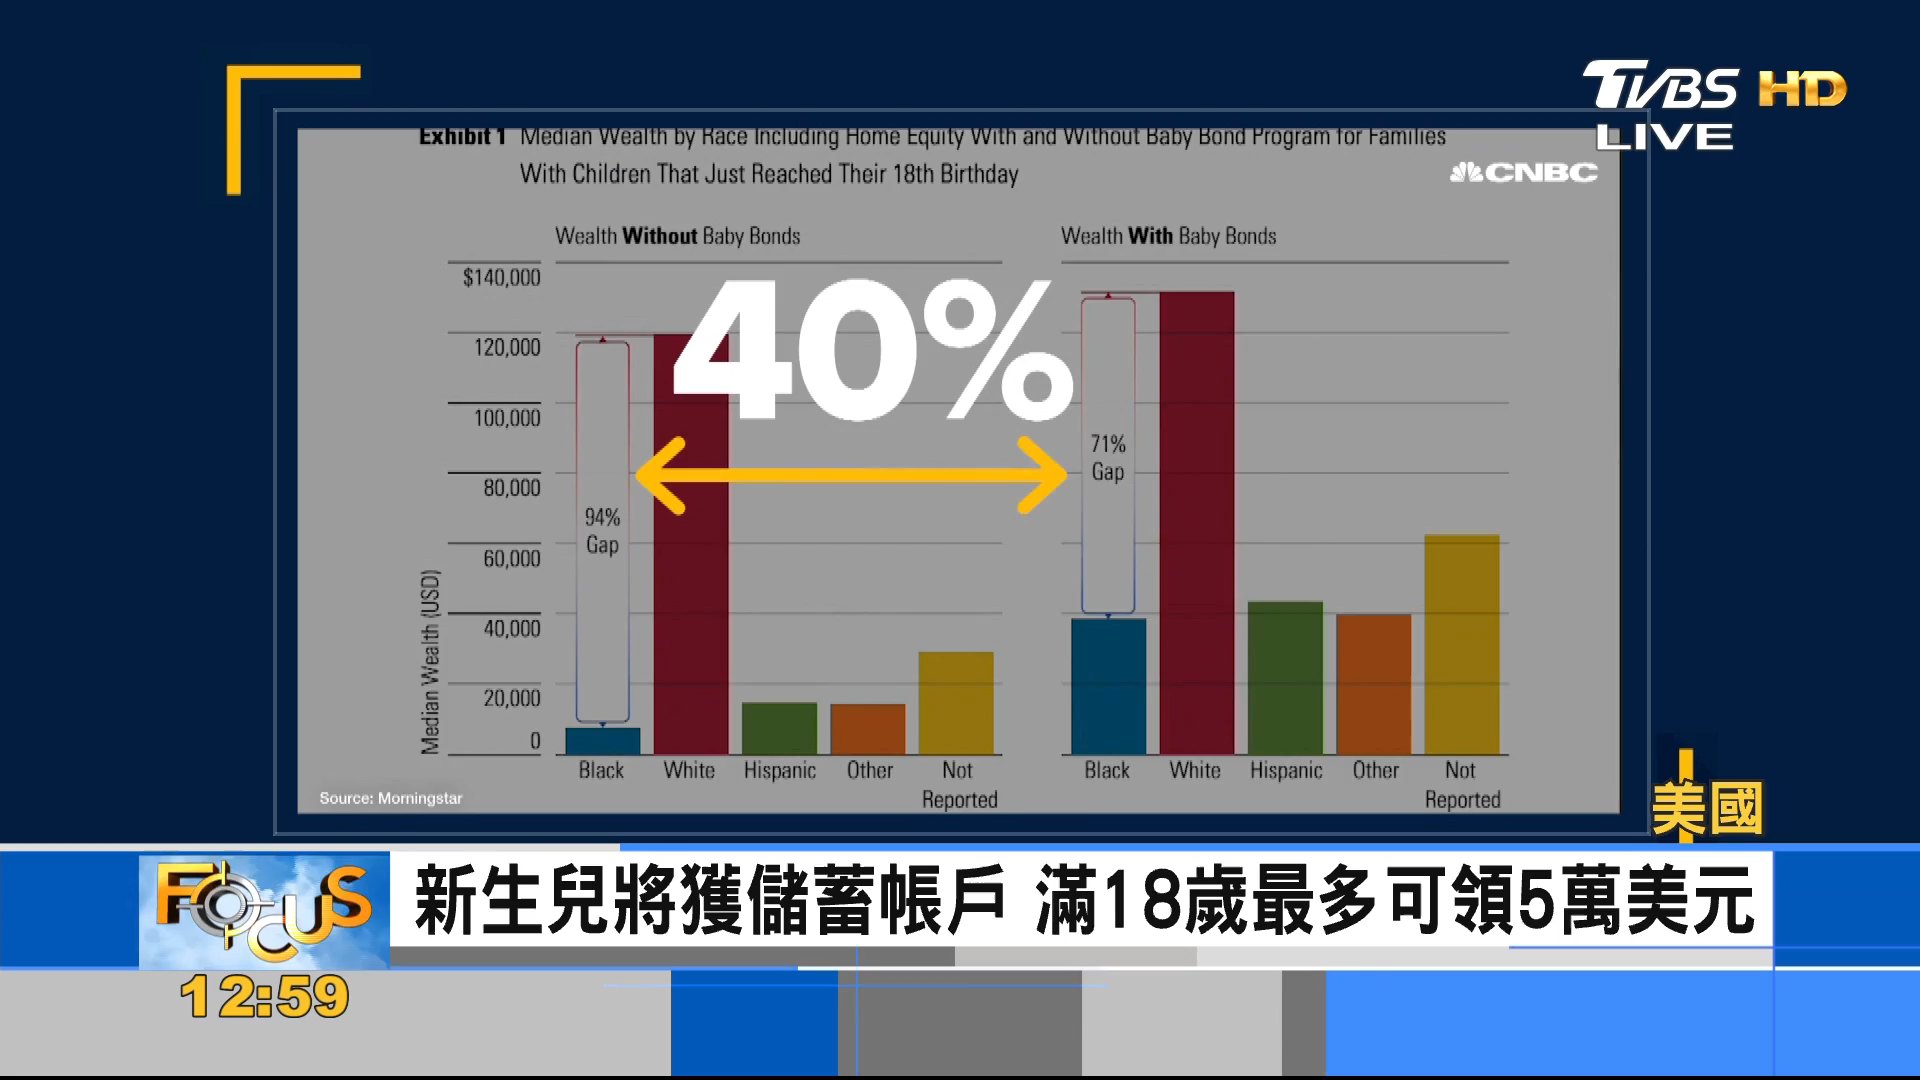 TVBS HD
LIVE
Exhibit 1 Median Wealth by Race Including Home Equity With and Without Baby Bond Program for Families
With Children That Just Reached Their 18th Birthday
CNBC
Wealth Without Baby Bonds
Wealth With Baby Bonds
$140,000
120,000
100,000
80,000
60,000
40,000
20,000
0
Median Wealth (USD)
40%
94%
Gap
71%
Gap
Black White Hispanic Other Not
Reported
Black White Hispanic Other Not
Reported
Source: Morningstar
美國
FOCUS
新生兒將獲儲蓄帳戶 滿18歲最多可領5萬美元
12:59